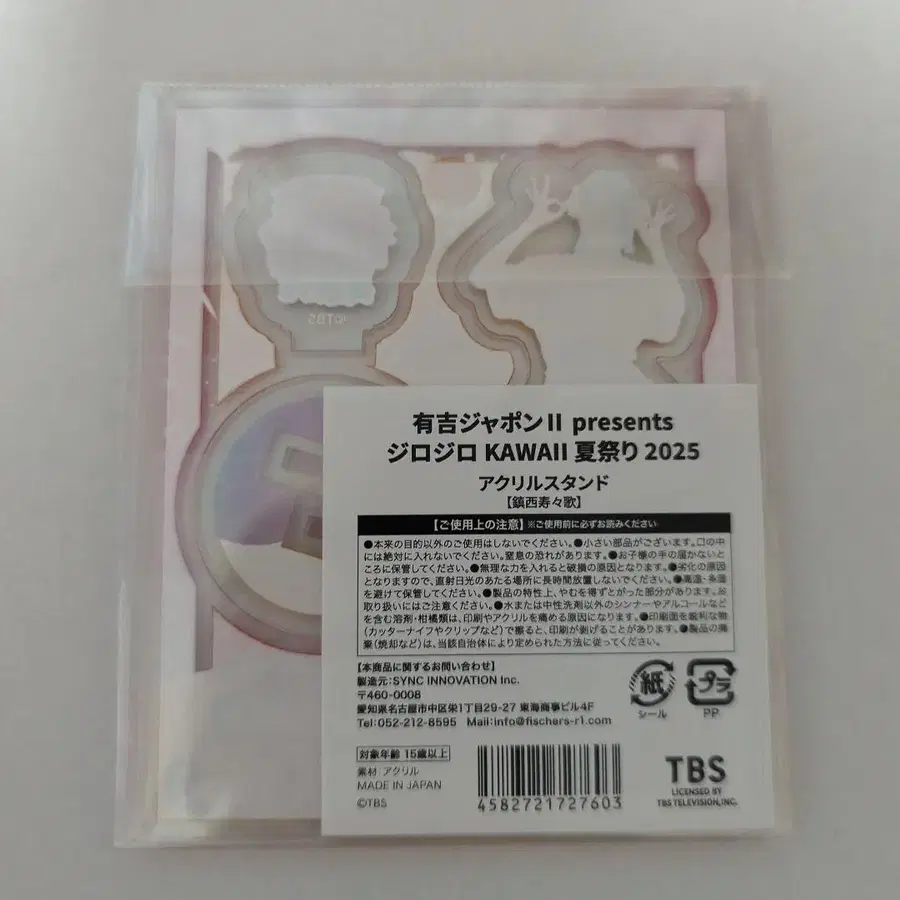 ©TBS
有吉ジャポンII presents
ジロジロ KAWAII 夏祭り 2025
アクリルスタンド
【鎮西寿々歌】
【ご使用上の注意】※ご使用前に必ずお読みください
●本来の目的以外のご使用はしないでください。●小さい部品がございます。口の中
には絶対に入れないでください。窒息の恐れがあります。●お子様の手の届かないと
ころに保管してください。●無理な力を入れると破損の原因となります。●劣化の原因
となりますので、直射日光のあたる場所に長時間放置しないでください。●高温・多湿
を避けて保管してください。●製品の特性上、やむを得ずとがった部分があります。お
取り扱いにはご注意ください。●水または中性洗剤以外のシンナーやアルコールなど
を含む溶剤・柑橘類は、印刷やアクリルを痛める原因になります。●印刷面を鋭利な物
(カッターナイフやクリップなど)で擦ると、印刷が剥げることがあります。●製品の廃
棄(焼却など)は、当該自治体により定められた方法に従ってください。
【本商品に関するお問い合わせ】
製造元:SYNC INNOVATION Inc.
〒460-0008
愛知県名古屋市中区栄1丁目29-27 東海商事ビル4F
Tel:052-212-8595 Mail:info@fischers-r1.com
紙
シール
プラ
PP
対象年齢 15歳以上
素材:アクリル
MADE IN JAPAN
©TBS
4582721727603
TBS
LICENSED BY
TBS TELEVISION, INC.